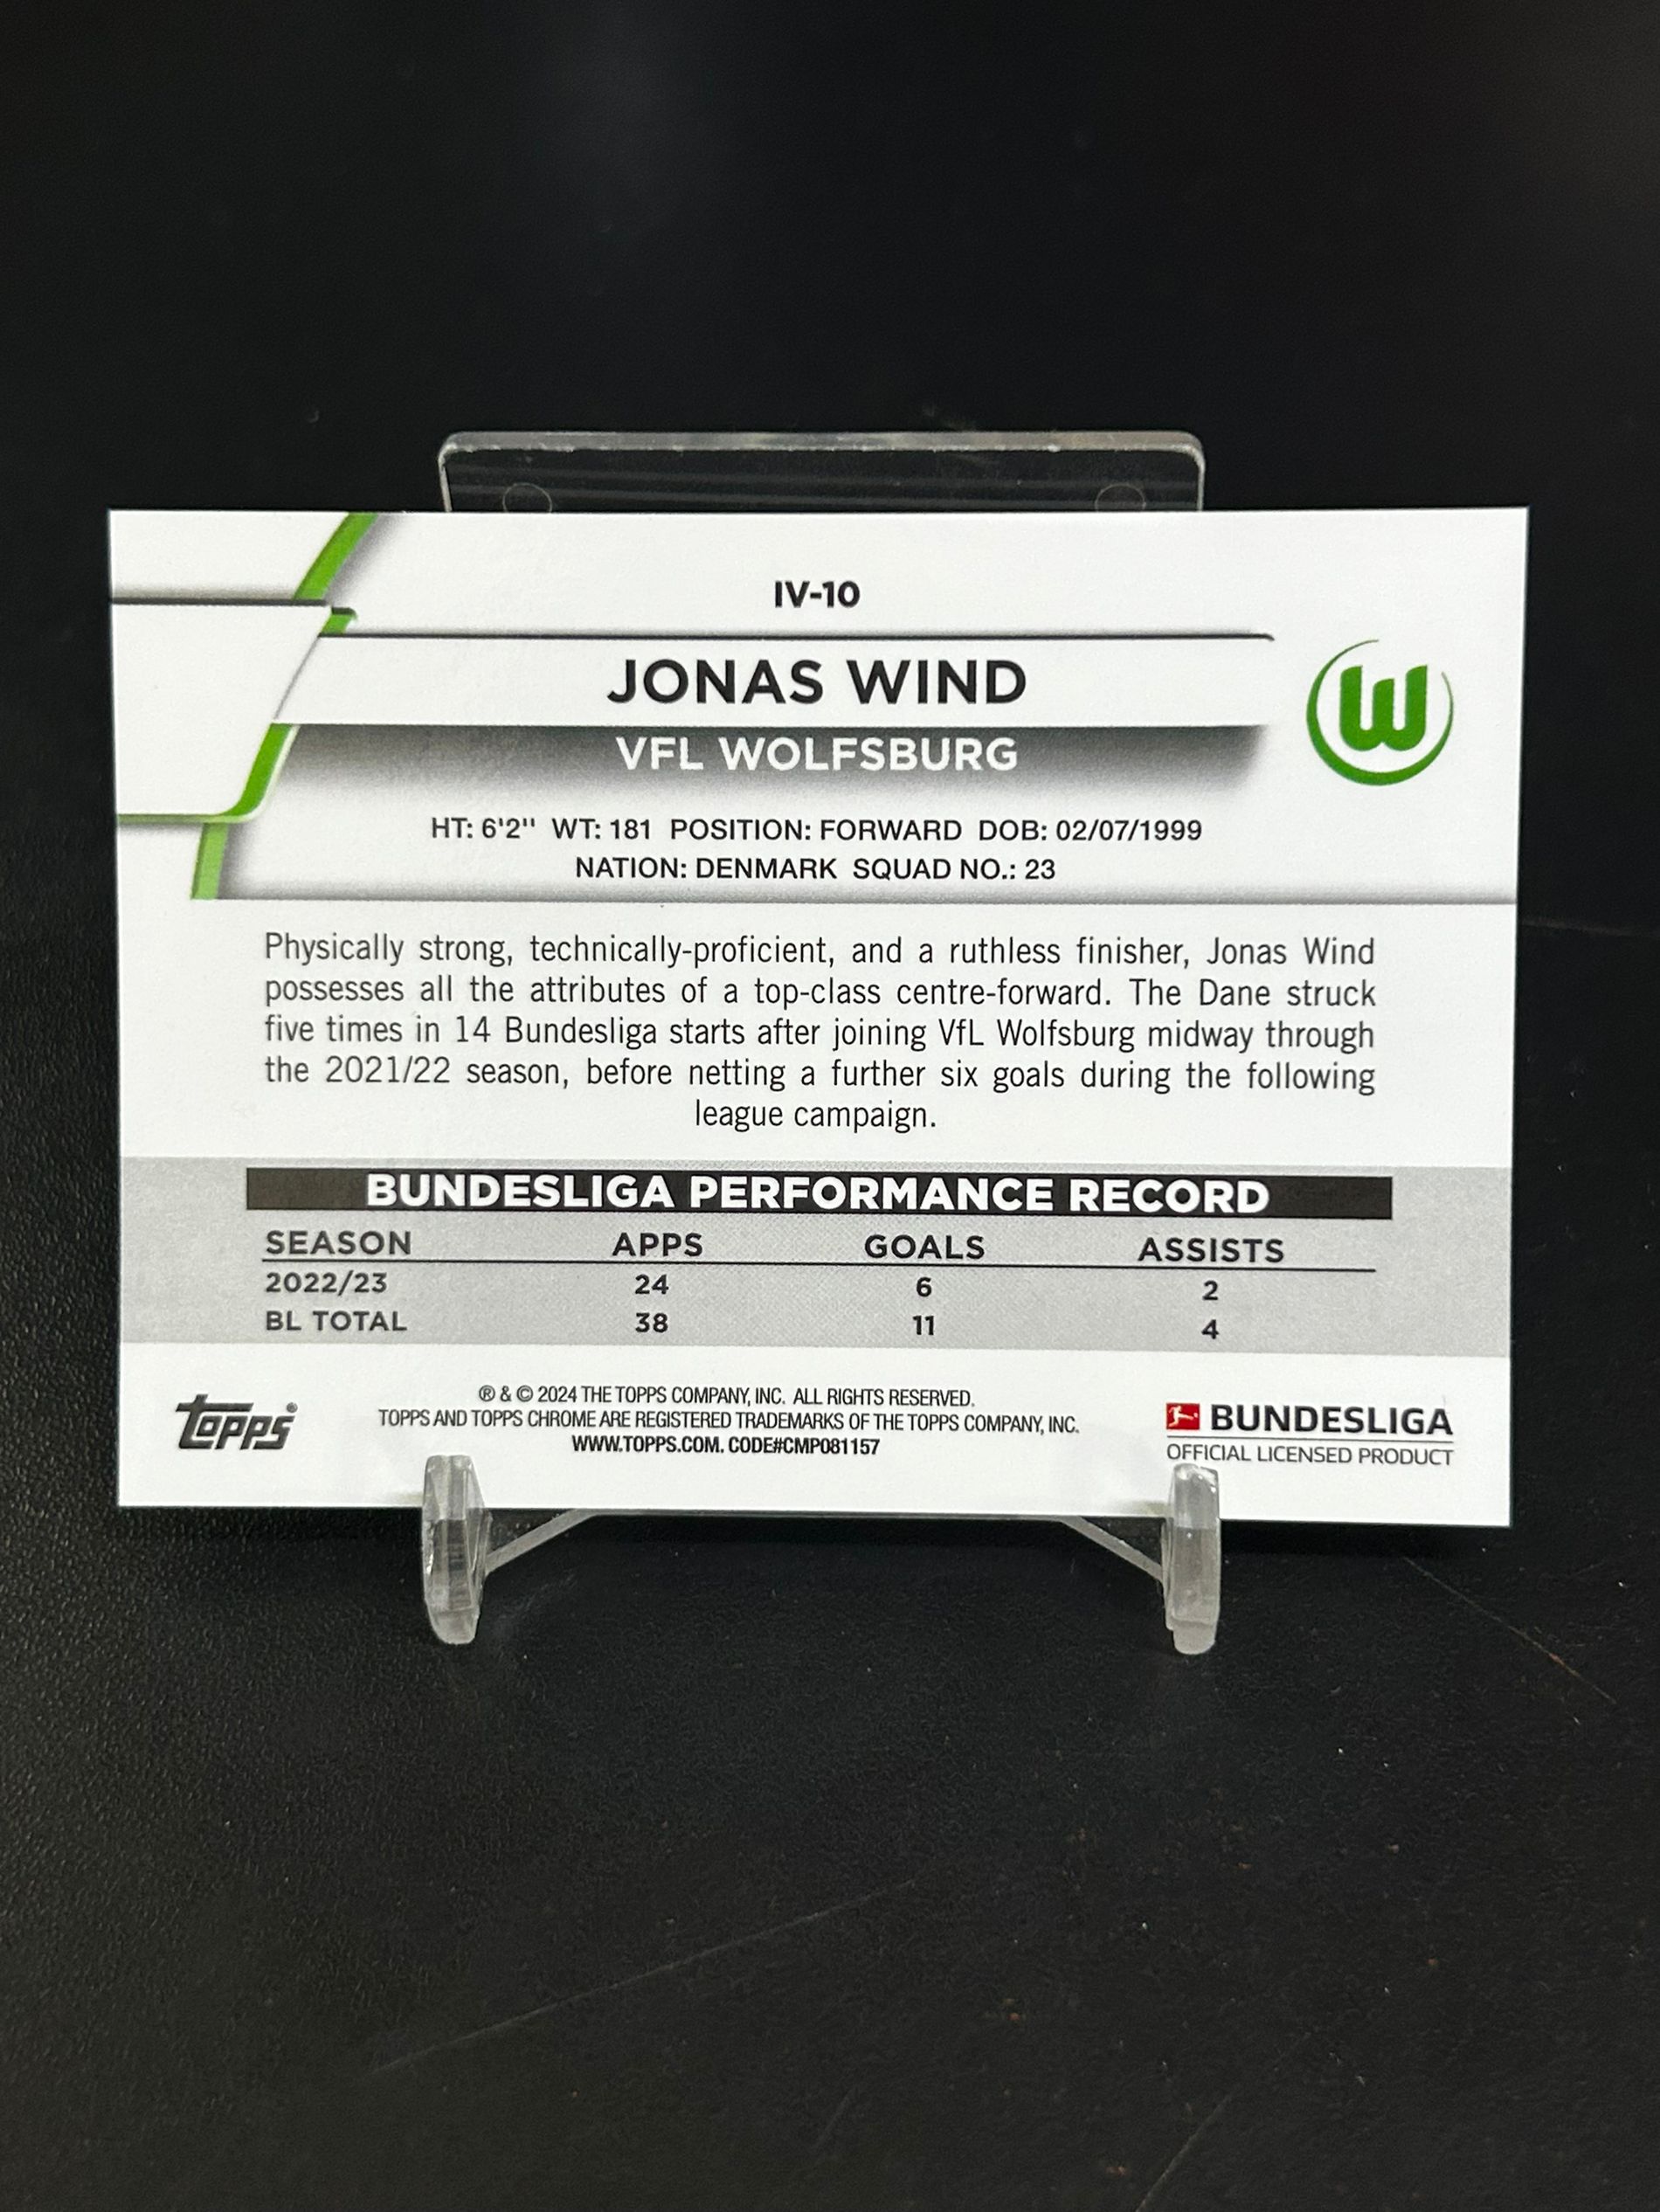 IV-10
JONAS WIND
W
VFL WOLFSBURG
HT: 6'2" WT: 181 POSITION: FORWARD DOB: 02/07/1999
NATION: DENMARK SQUAD NO.: 23
Physically strong, technically-proficient, and a ruthless finisher, Jonas Wind
possesses all the attributes of a top-class centre-forward. The Dane struck
five times in 14 Bundesliga starts after joining VfL Wolfsburg midway through
the 2021/22 season, before netting a further six goals during the following
league campaign.
BUNDESLIGA PERFORMANCE RECORD
SEASON APPS GOALS ASSISTS
2022/23 24 6 2
BL TOTAL 38 11 4
topps®
® & © 2024 THE TOPPS COMPANY, INC. ALL RIGHTS RESERVED.
TOPPS AND TOPPS CHROME ARE REGISTERED TRADEMARKS OF THE TOPPS COMPANY, INC.
WWW.TOPPS.COM. CODE#CMP081157
BUNDESLIGA
OFFICIAL LICENSED PRODUCT